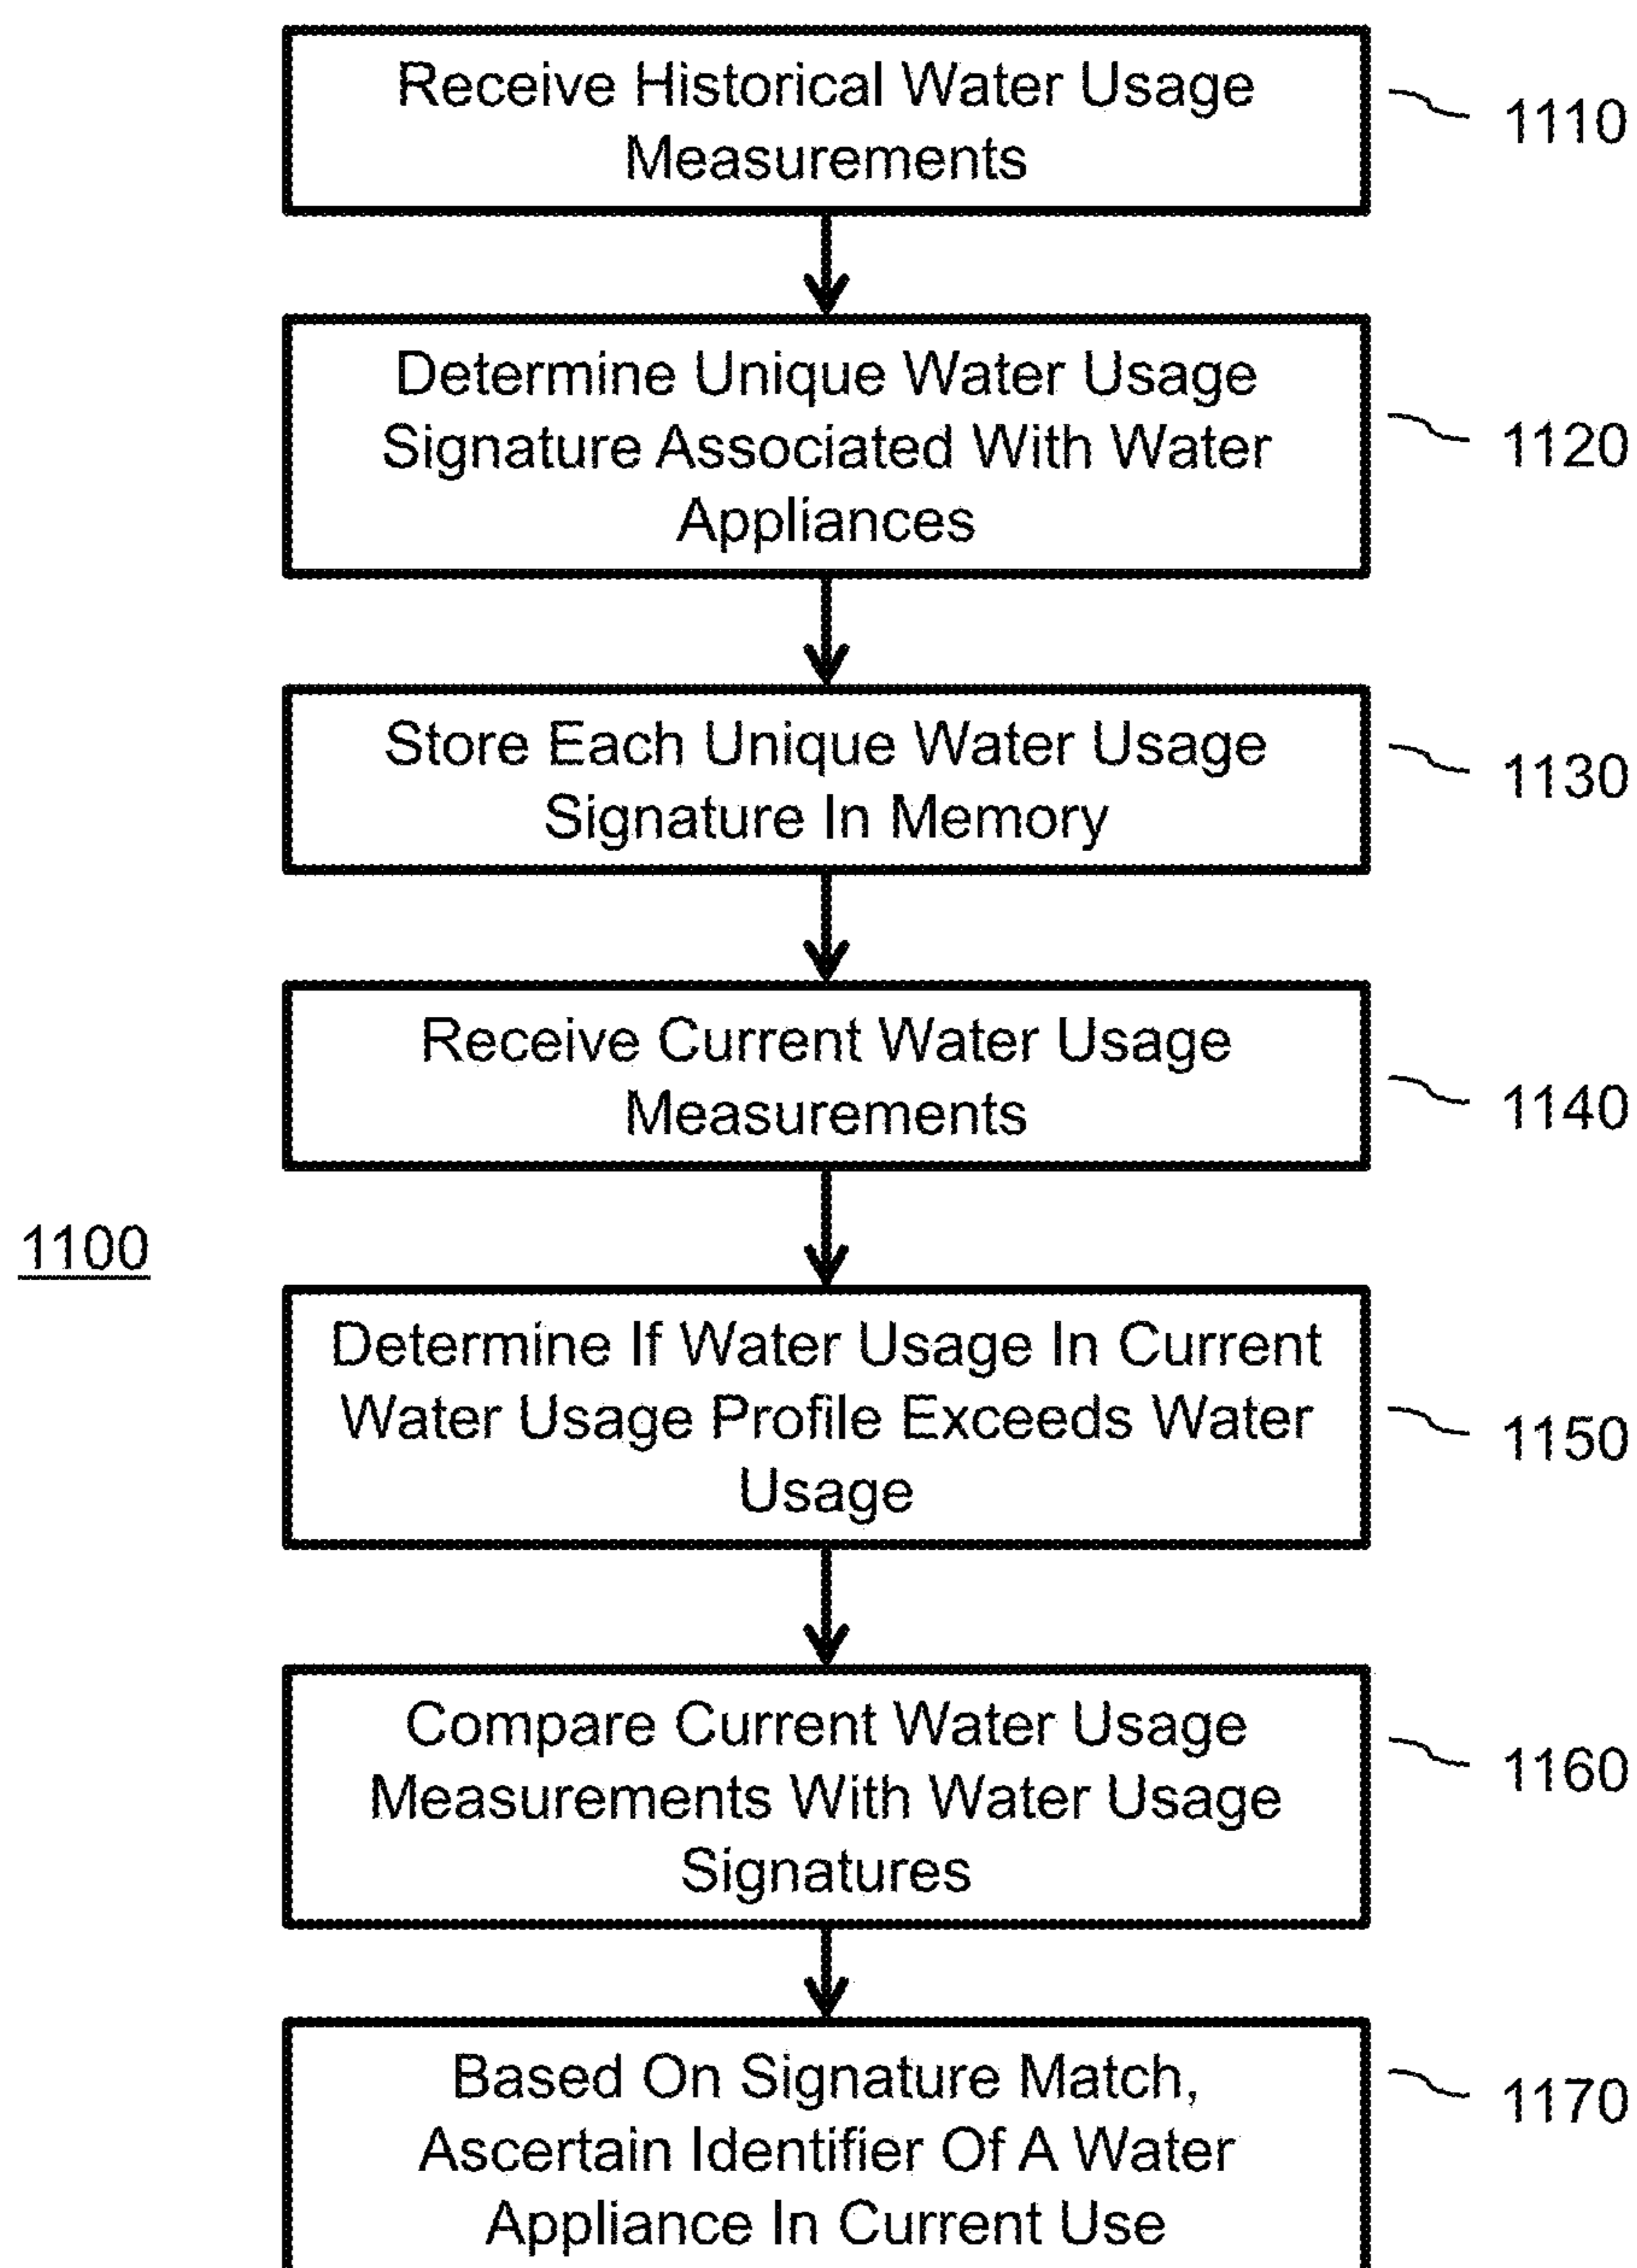 Receive Historical Water Usage
Measurements
1110
Determine Unique Water Usage
Signature Associated With Water
Appliances
1120
Store Each Unique Water Usage
Signature In Memory
1130
Receive Current Water Usage
Measurements
1140
1100
Determine If Water Usage In Current
Water Usage Profile Exceeds Water
Usage
1150
Compare Current Water Usage
Measurements With Water Usage
Signatures
1160
Based On Signature Match,
Ascertain Identifier Of A Water
Appliance In Current Use
1170